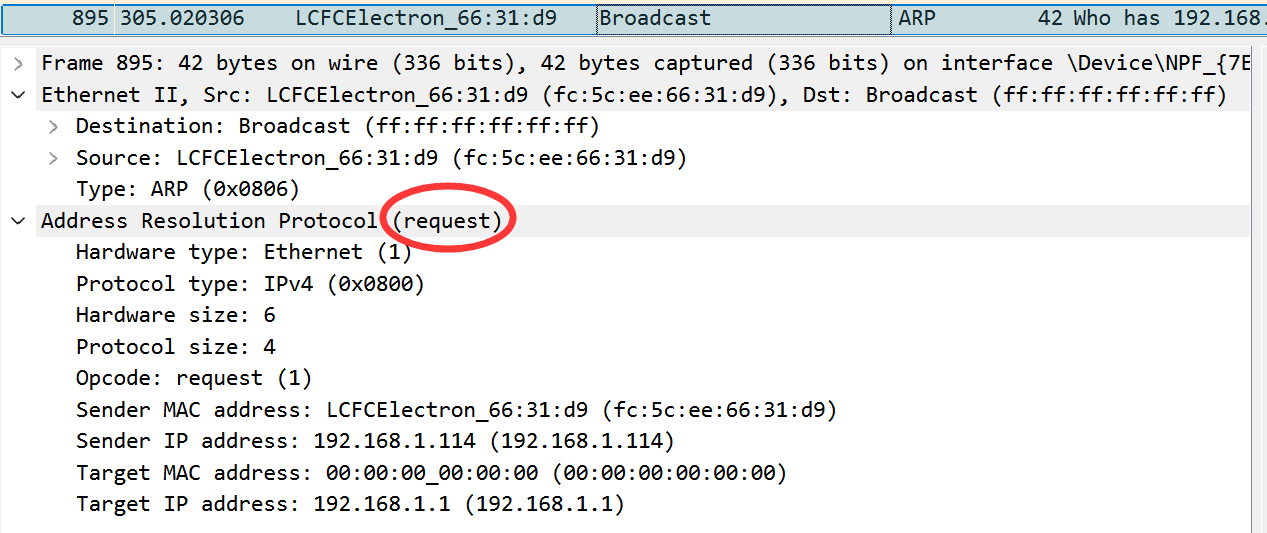 895 305.020306 LCFCElectron_66:31:d9 Broadcast ARP 42 Who has 192.168.
Frame 895: 42 bytes on wire (336 bits), 42 bytes captured (336 bits) on interface \Device\NPF_{7E
Ethernet II, Src: LCFCElectron_66:31:d9 (fc:5c:ee:66:31:d9), Dst: Broadcast (ff:ff:ff:ff:ff:ff)
Destination: Broadcast (ff:ff:ff:ff:ff:ff)
Source: LCFCElectron_66:31:d9 (fc:5c:ee:66:31:d9)
Type: ARP (0x0806)
Address Resolution Protocol (request)
Hardware type: Ethernet (1)
Protocol type: IPv4 (0x0800)
Hardware size: 6
Protocol size: 4
Opcode: request (1)
Sender MAC address: LCFCElectron_66:31:d9 (fc:5c:ee:66:31:d9)
Sender IP address: 192.168.1.114 (192.168.1.114)
Target MAC address: 00:00:00_00:00:00 (00:00:00:00:00:00)
Target IP address: 192.168.1.1 (192.168.1.1)